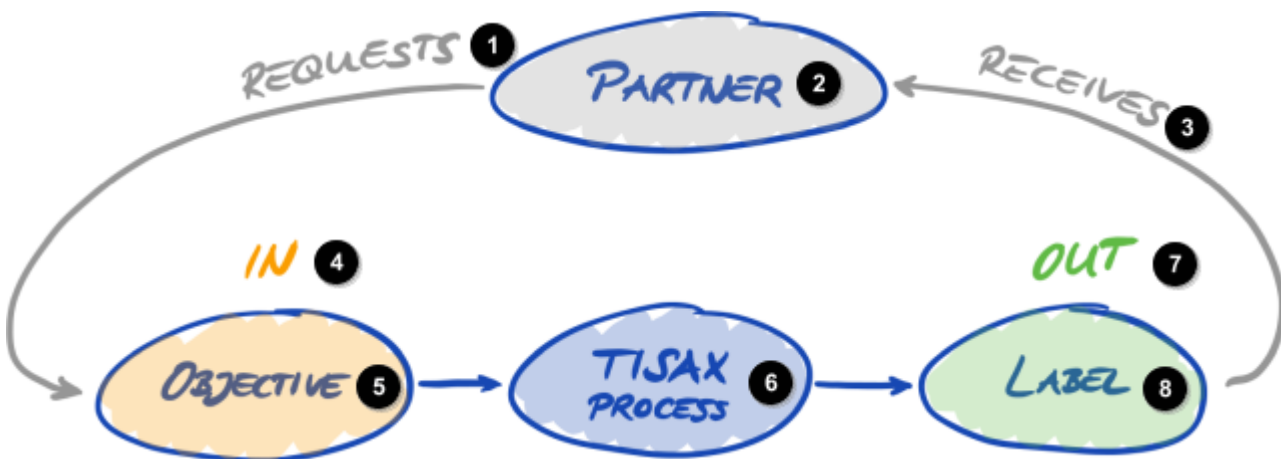 REQUESTS 1
PARTNER 2
RECEIVES 3
IN 4
OUT 7
OBJECTIVE 5
TISAX
PROCESS 6
LABEL 8